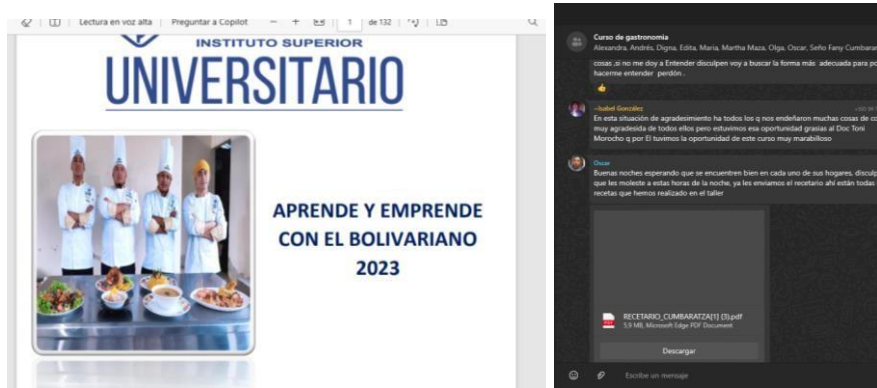 Lectura en voz alta
Preguntar a Copilot
1
de 132
INSTITUTO SUPERIOR
UNIVERSITARIO
APRENDE Y EMPRENDE
CON EL BOLIVARIANO
2023
Curso de gastronomia
Alexandra, Andrés, Digna, Edita, Maria, Martha Maza, Olga, Oscar, Seño Fany Cumbarat
cosas .si no me doy a Entender disculpen voy a buscar la forma más adecuada para po
hacerme entender perdón .
~Isabel González
En esta situación de agradesimiento ha todos los q nos endeñaron muchas cosas de co
muy agradesida de todos ellos pero estuvimos esa oportunidad grasias al Doc Toni
Morocho q por El tuvimos la oportunidad de este curso muy marabilloso
Oscar
Buenas noches esperando que se encuentren bien en cada uno de sus hogares, disculp
que les moleste a estas horas de la noche, ya les enviamos el recetario ahí están todas
recetas que hemos realizado en el taller
RECETARIO_CUMBARATZA[1] (3).pdf
5,9 MB, Microsoft Edge PDF Document
Descargar
Escribe un mensaje